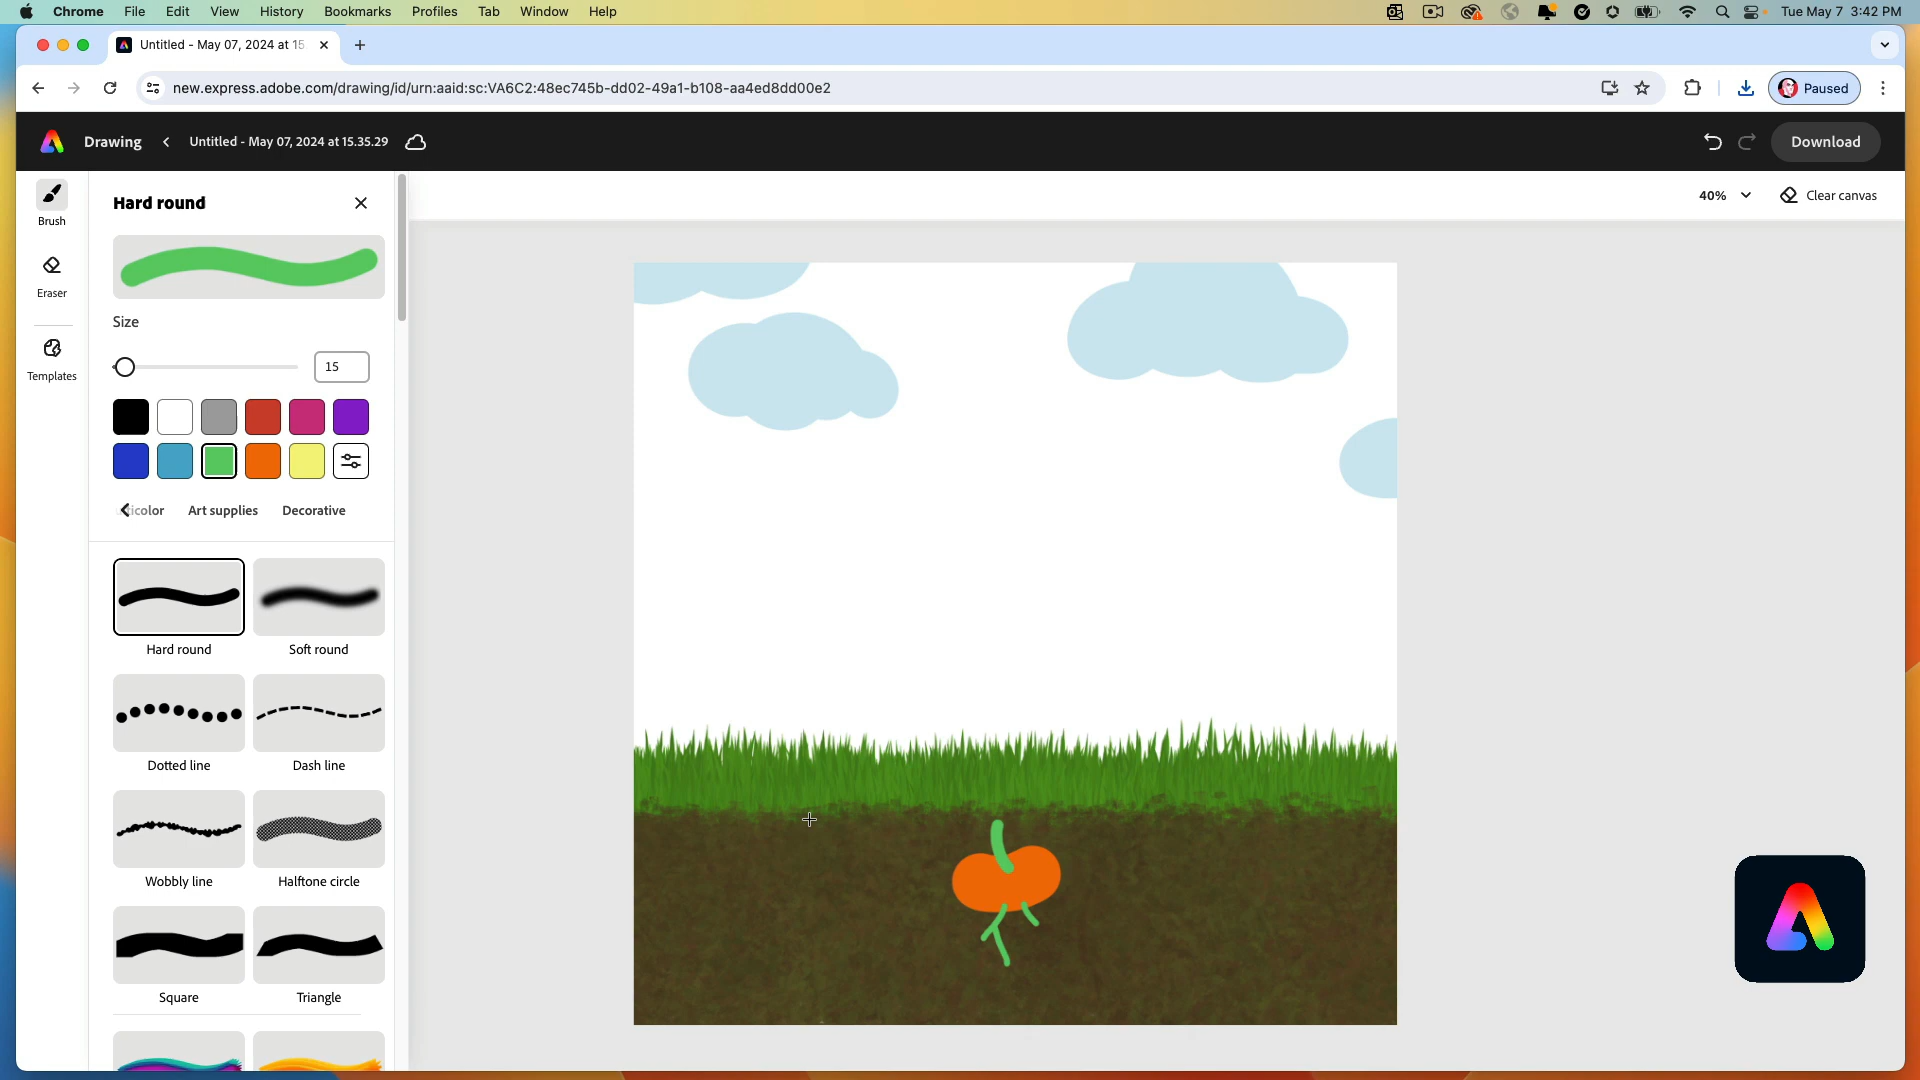 Chrome File Edit View History Bookmarks Profiles Tab Window Help
Tue May 7 3:42 PM
Untitled - May 07, 2024 at 15
new.express.adobe.com/drawing/id/urn:aaid:sc:VA6C2:48ec745b-dd02-49a1-b108-aa4ed8dd00e2
Paused
Drawing
Untitled - May 07, 2024 at 15.35.29
Download
Brush
Eraser
Templates
Hard round
40%
Clear canvas
Size
15
icolor Art supplies Decorative
Hard round Soft round
Dotted line Dash line
Wobbly line Halftone circle
Square Triangle